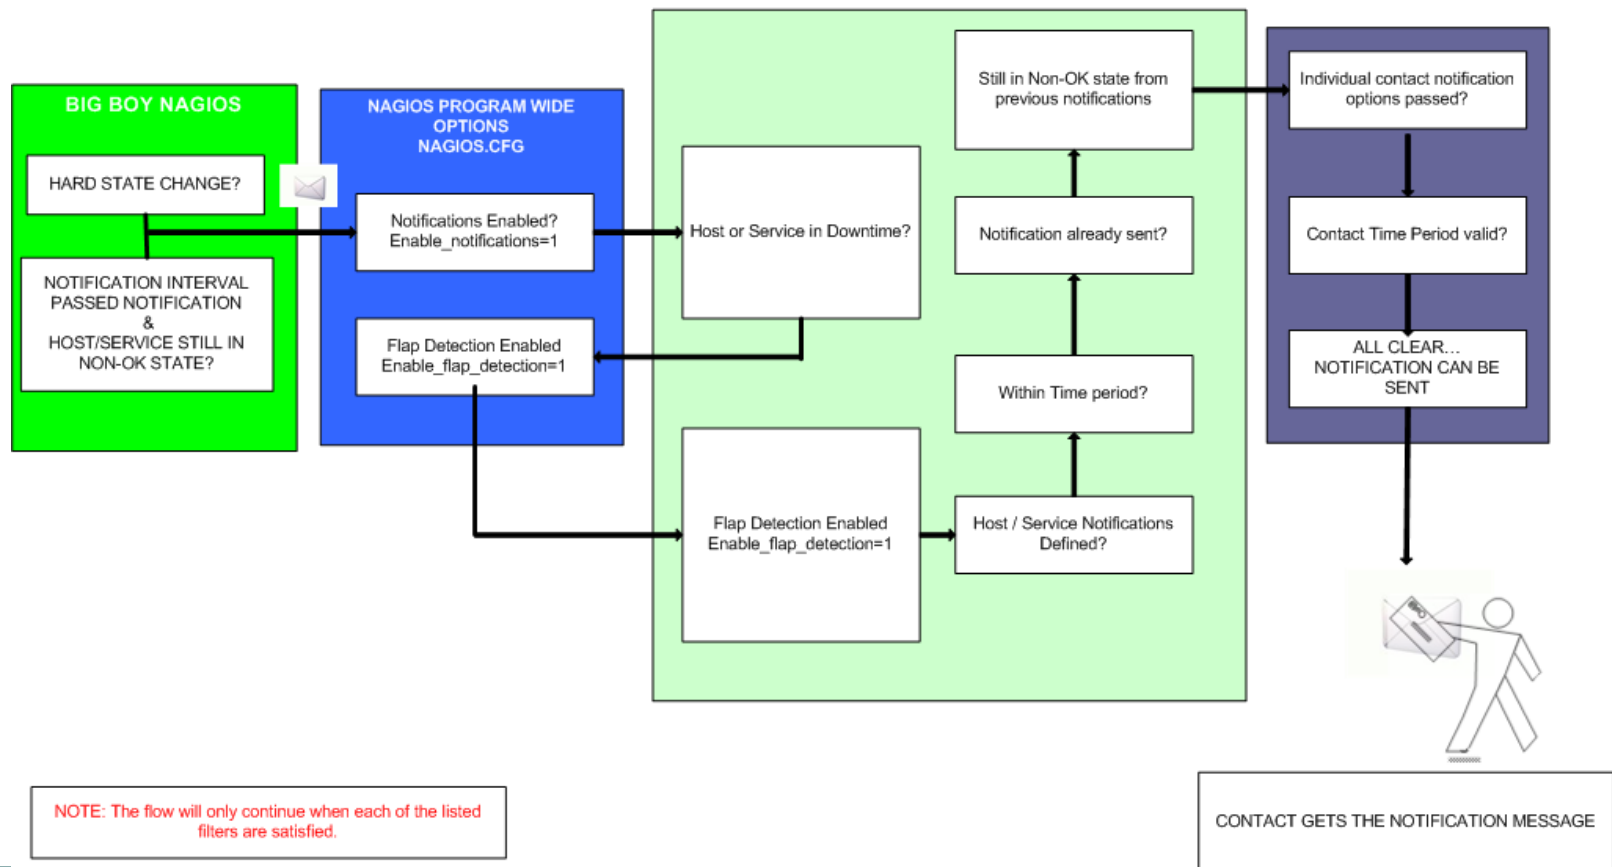 BIG BOY NAGIOS
HARD STATE CHANGE?
NOTIFICATION INTERVAL
PASSED NOTIFICATION
&
HOST/SERVICE STILL IN
NON-OK STATE?
NAGIOS PROGRAM WIDE
OPTIONS
NAGIOS.CFG
Notifications Enabled?
Enable_notifications=1
Flap Detection Enabled
Enable_flap_detection=1
Host or Service in Downtime?
Flap Detection Enabled
Enable_flap_detection=1
Still in Non-OK state from
previous notifications
Notification already sent?
Within Time period?
Host / Service Notifications
Defined?
Individual contact notification
options passed?
Contact Time Period valid?
ALL CLEAR...
NOTIFICATION CAN BE
SENT
NOTE: The flow will only continue when each of the listed
filters are satisfied.
CONTACT GETS THE NOTIFICATION MESSAGE